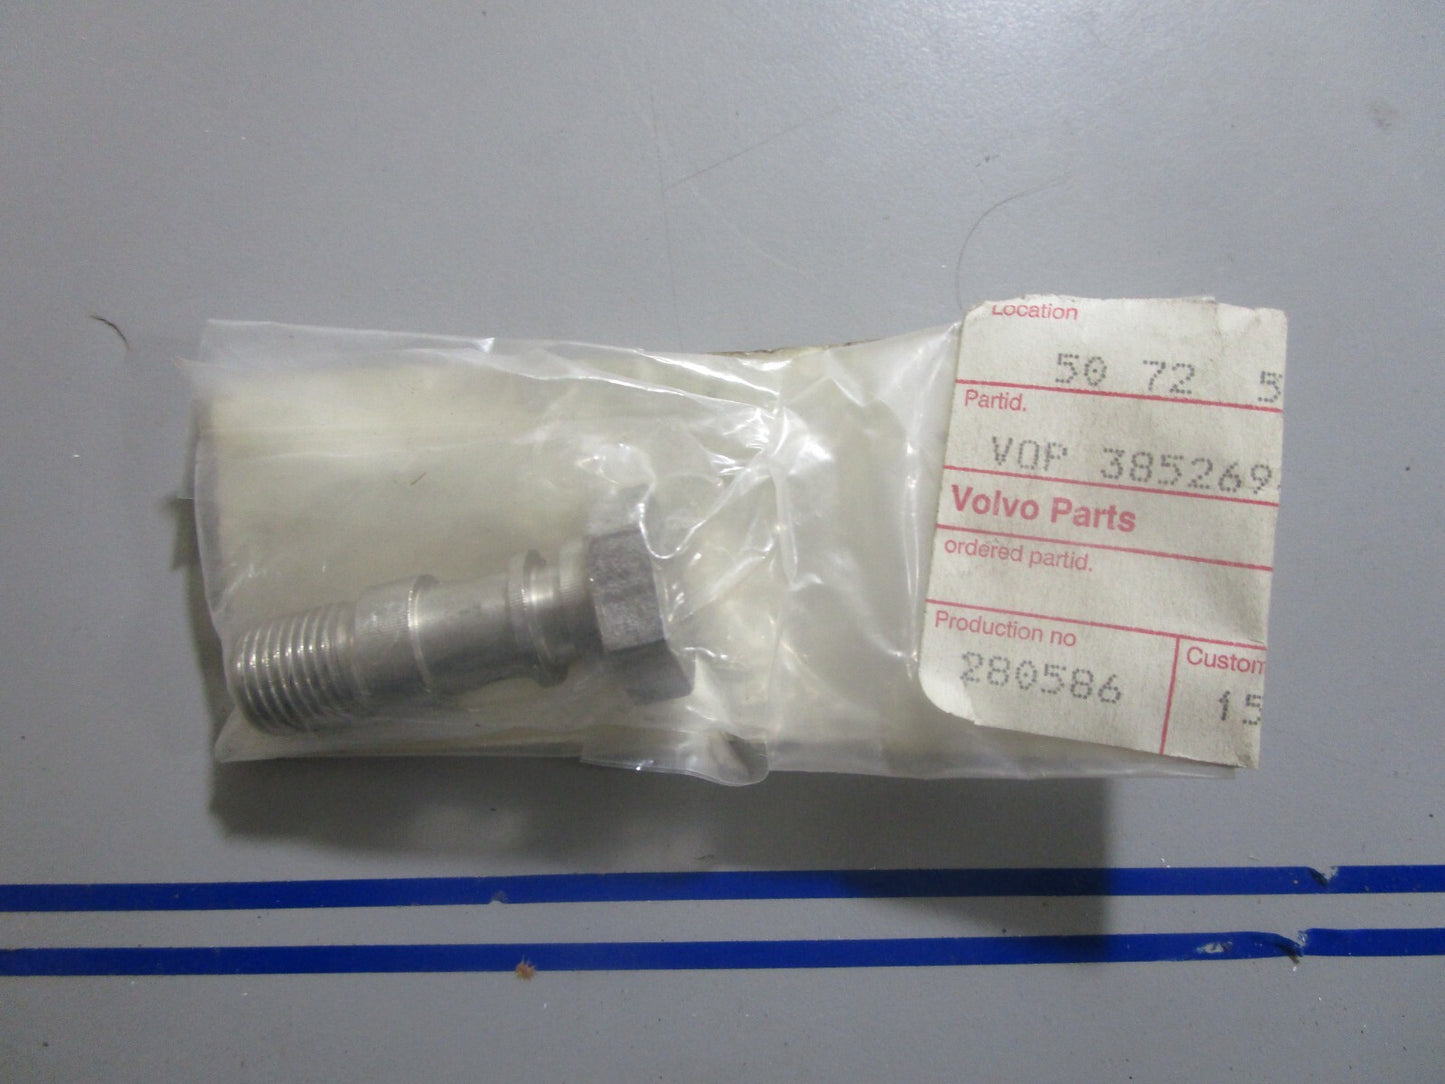 Location
50 72 5
Partid.
VOP 385269
Volvo Parts
ordered partid.
Production no
280586
Custom
15